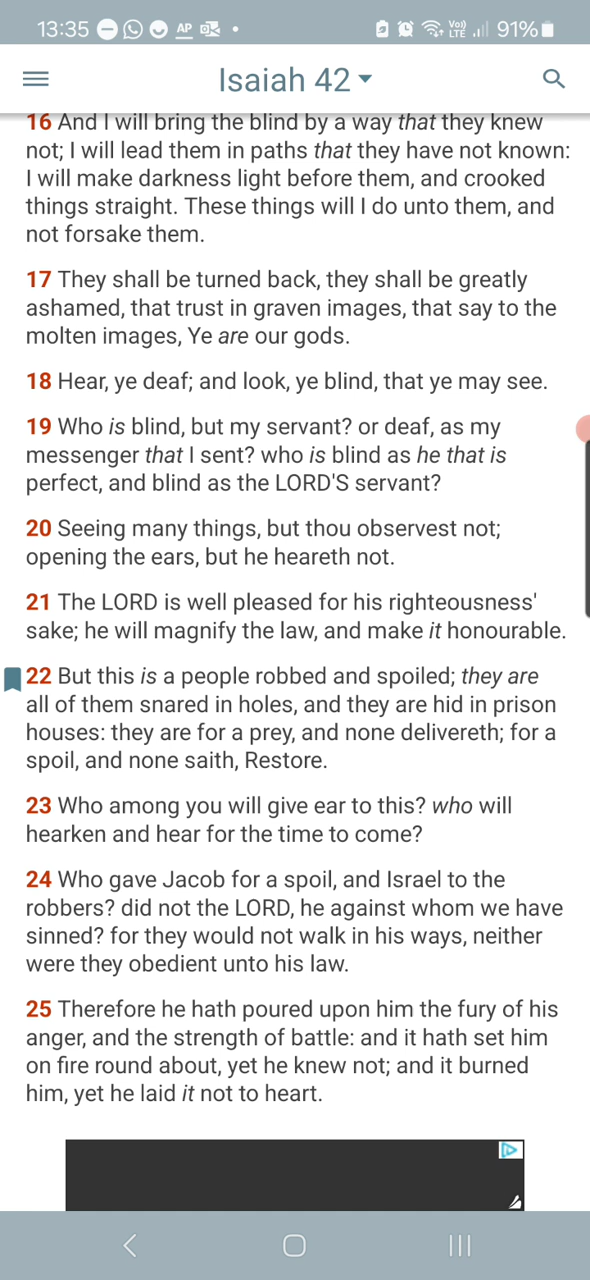 13:35 AP Vo) LTE 91%
Isaiah 42
16 And I will bring the blind by a way that they knew
not; I will lead them in paths that they have not known:
I will make darkness light before them, and crooked
things straight. These things will I do unto them, and
not forsake them.
17 They shall be turned back, they shall be greatly
ashamed, that trust in graven images, that say to the
molten images, Ye are our gods.
18 Hear, ye deaf; and look, ye blind, that ye may see.
19 Who is blind, but my servant? or deaf, as my
messenger that I sent? who is blind as he that is
perfect, and blind as the LORD'S servant?
20 Seeing many things, but thou observest not;
opening the ears, but he heareth not.
21 The LORD is well pleased for his righteousness'
sake; he will magnify the law, and make it honourable.
22 But this is a people robbed and spoiled; they are
all of them snared in holes, and they are hid in prison
houses: they are for a prey, and none delivereth; for a
spoil, and none saith, Restore.
23 Who among you will give ear to this? who will
hearken and hear for the time to come?
24 Who gave Jacob for a spoil, and Israel to the
robbers? did not the LORD, he against whom we have
sinned? for they would not walk in his ways, neither
were they obedient unto his law.
25 Therefore he hath poured upon him the fury of his
anger, and the strength of battle: and it hath set him
on fire round about, yet he knew not; and it burned
him, yet he laid it not to heart.